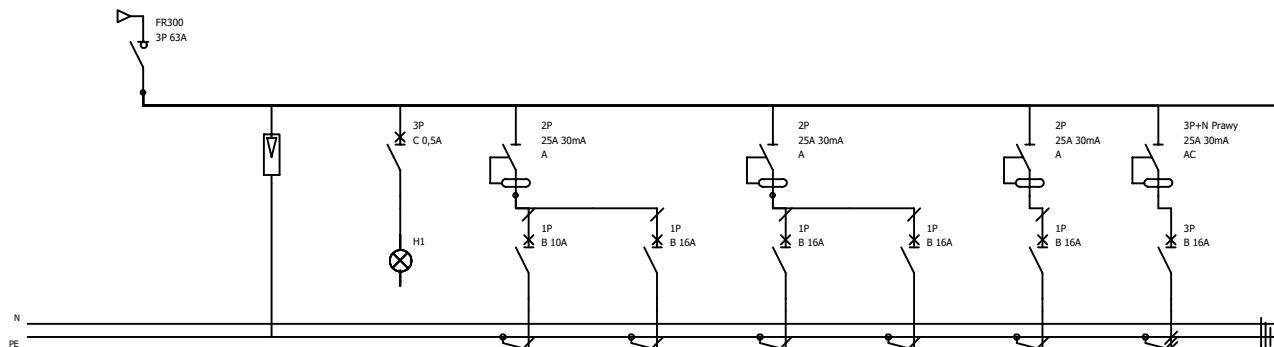 FR300
3P 63A
3P
C 0,5A
2P
25A 30mA
A
2P
25A 30mA
A
2P
25A 30mA
A
3P+N Prawy
25A 30mA
AC
H1
1P
B 10A
1P
B 16A
1P
B 16A
1P
B 16A
1P
B 16A
3P
B 16A
N
PE